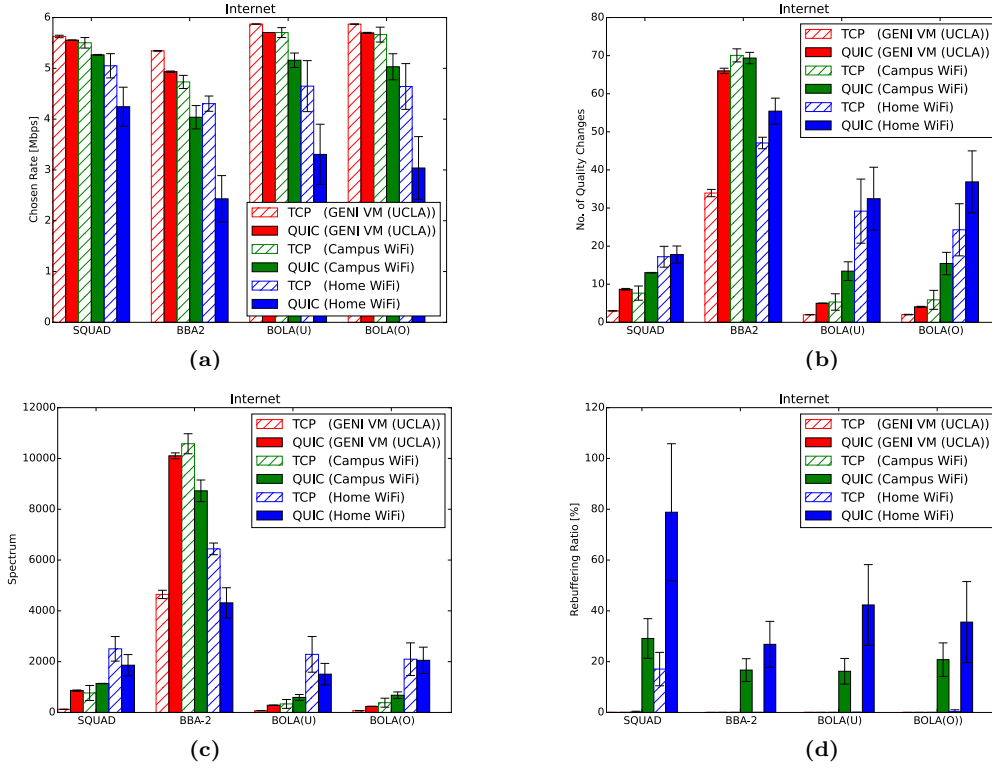 Internet
6
5
4
3
2
1
0
Chosen Rate [Mbps]
TCP (GENI VM (UCLA))
QUIC (GENI VM (UCLA))
TCP (Campus WiFi)
QUIC (Campus WiFi)
TCP (Home WiFi)
QUIC (Home WiFi)
SQUAD BBA2 BOLA(U) BOLA(O)
(a)
Internet
80
70
60
50
40
30
20
10
0
No. of Quality Changes
TCP (GENI VM (UCLA))
QUIC (GENI VM (UCLA))
TCP (Campus WiFi)
QUIC (Campus WiFi)
TCP (Home WiFi)
QUIC (Home WiFi)
SQUAD BBA2 BOLA(U) BOLA(O)
(b)
Internet
12000
10000
8000
6000
4000
2000
0
Spectrum
TCP (GENI VM (UCLA))
QUIC (GENI VM (UCLA))
TCP (Campus WiFi)
QUIC (Campus WiFi)
TCP (Home WiFi)
QUIC (Home WiFi)
SQUAD BBA-2 BOLA(U) BOLA(O)
(c)
Internet
120
100
80
60
40
20
0
Rebuffering Ratio [%]
TCP (GENI VM (UCLA))
QUIC (GENI VM (UCLA))
TCP (Campus WiFi)
QUIC (Campus WiFi)
TCP (Home WiFi)
QUIC (Home WiFi)
SQUAD BBA-2 BOLA(U) BOLA(O))
(d)